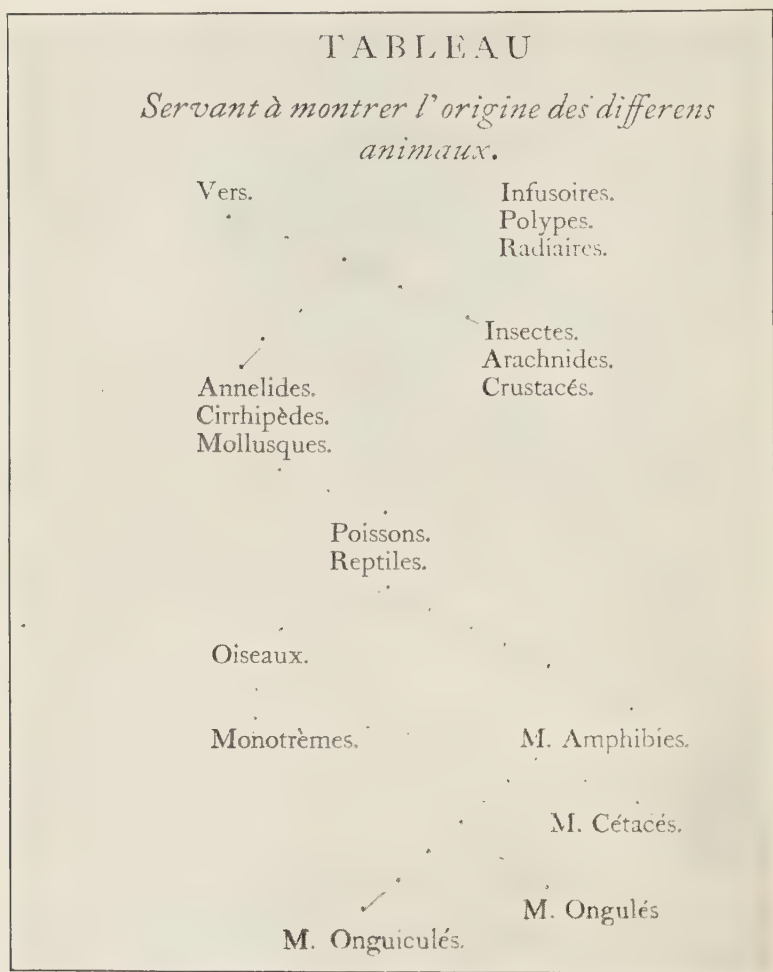 TABLEAU
Servant à montrer l'origine des differens
animaux.
Vers.
Infusoires.
Polypes.
Radiaires.
Insectes.
Arachnides.
Crustacés.
Annelides.
Cirrhipèdes.
Mollusques.
Poissons.
Reptiles.
Oiseaux.
Monotrèmes.
M. Amphibies.
M. Cétacés.
M. Ongulés
M. Onguiculés.